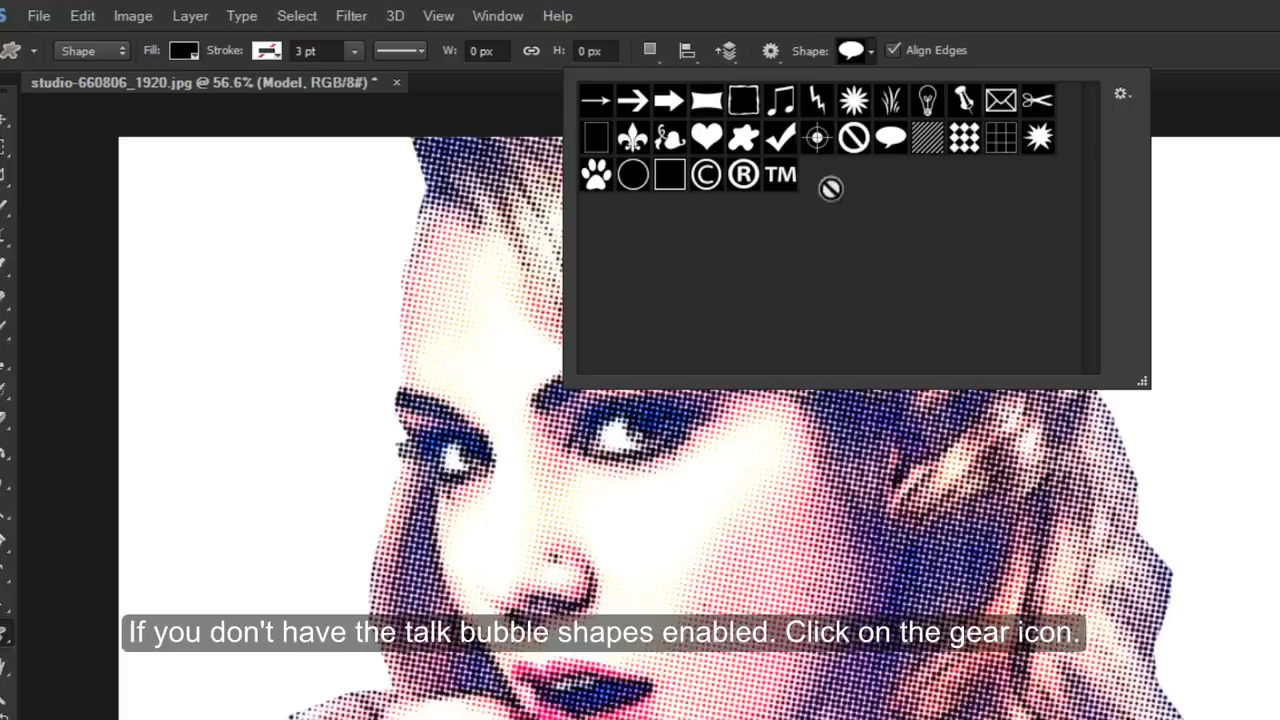 File Edit Image Layer Type Select Filter 3D View Window Help
Shape Fill: Stroke: 3 pt W: 0 px H: 0 px Shape: Align Edges
studio-660806_1920.jpg @ 56.6% (Model, RGB/8#) * ×
© ® TM
If you don't have the talk bubble shapes enabled. Click on the gear icon.